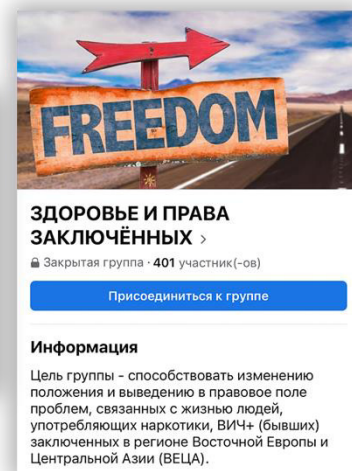 FREEDOM
ЗДОРОВЬЕ И ПРАВА
ЗАКЛЮЧЁННЫХ >
Закрытая группа · 401 участник(-ов)
Присоединиться к группе
Информация
Цель группы - способствовать изменению
положения и выведению в правовое поле
проблем, связанных с жизнью людей,
употребляющих наркотики, ВИЧ+ (бывших)
заключенных в регионе Восточной Европы и
Центральной Азии (ВЕЦА).